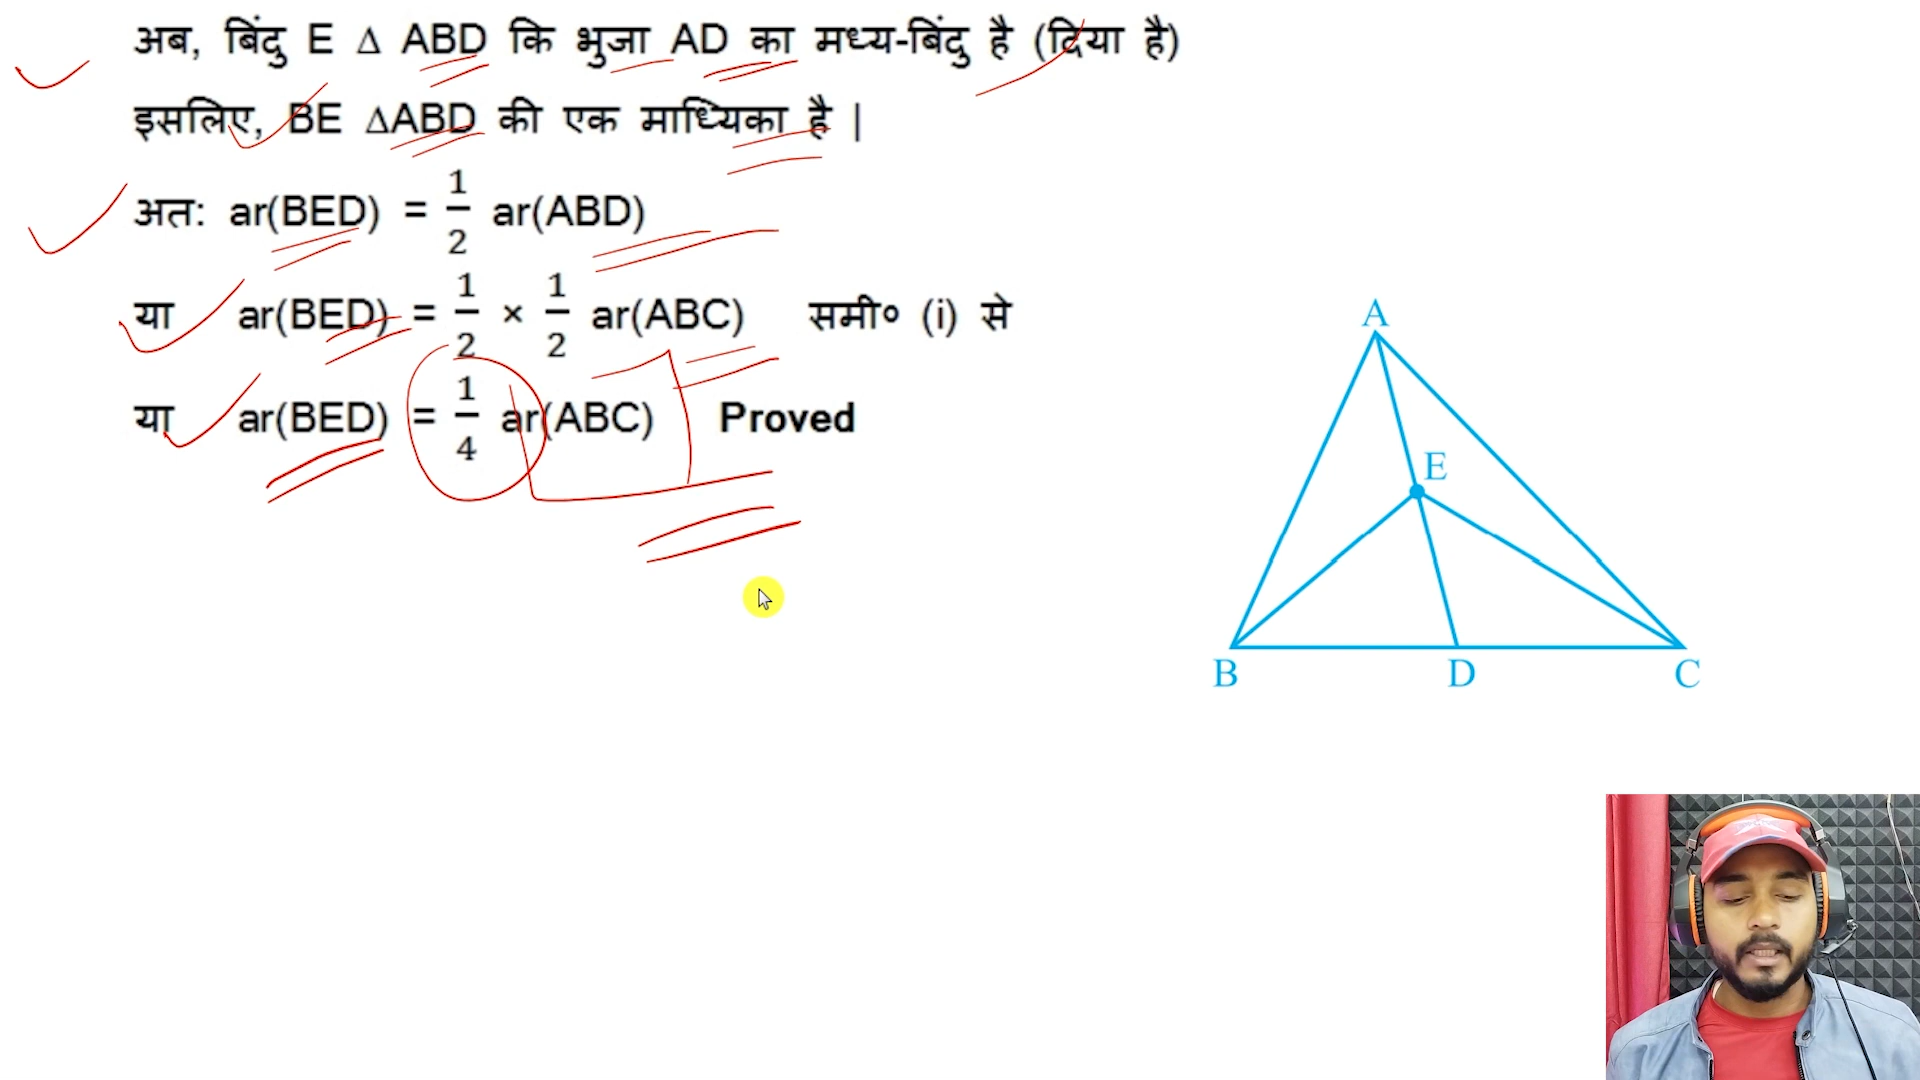 अब, बिंदु E Δ ABD कि भुजा AD का मध्य-बिंदु है (दिया है)
इसलिए, BE ΔABD की एक माध्यिका है |
अत: ar(BED) = 1/2 ar(ABD)
या ar(BED) = 1/2 × 1/2 ar(ABC) समी० (i) से
या ar(BED) = 1/4 ar(ABC) Proved
A
E
B D C